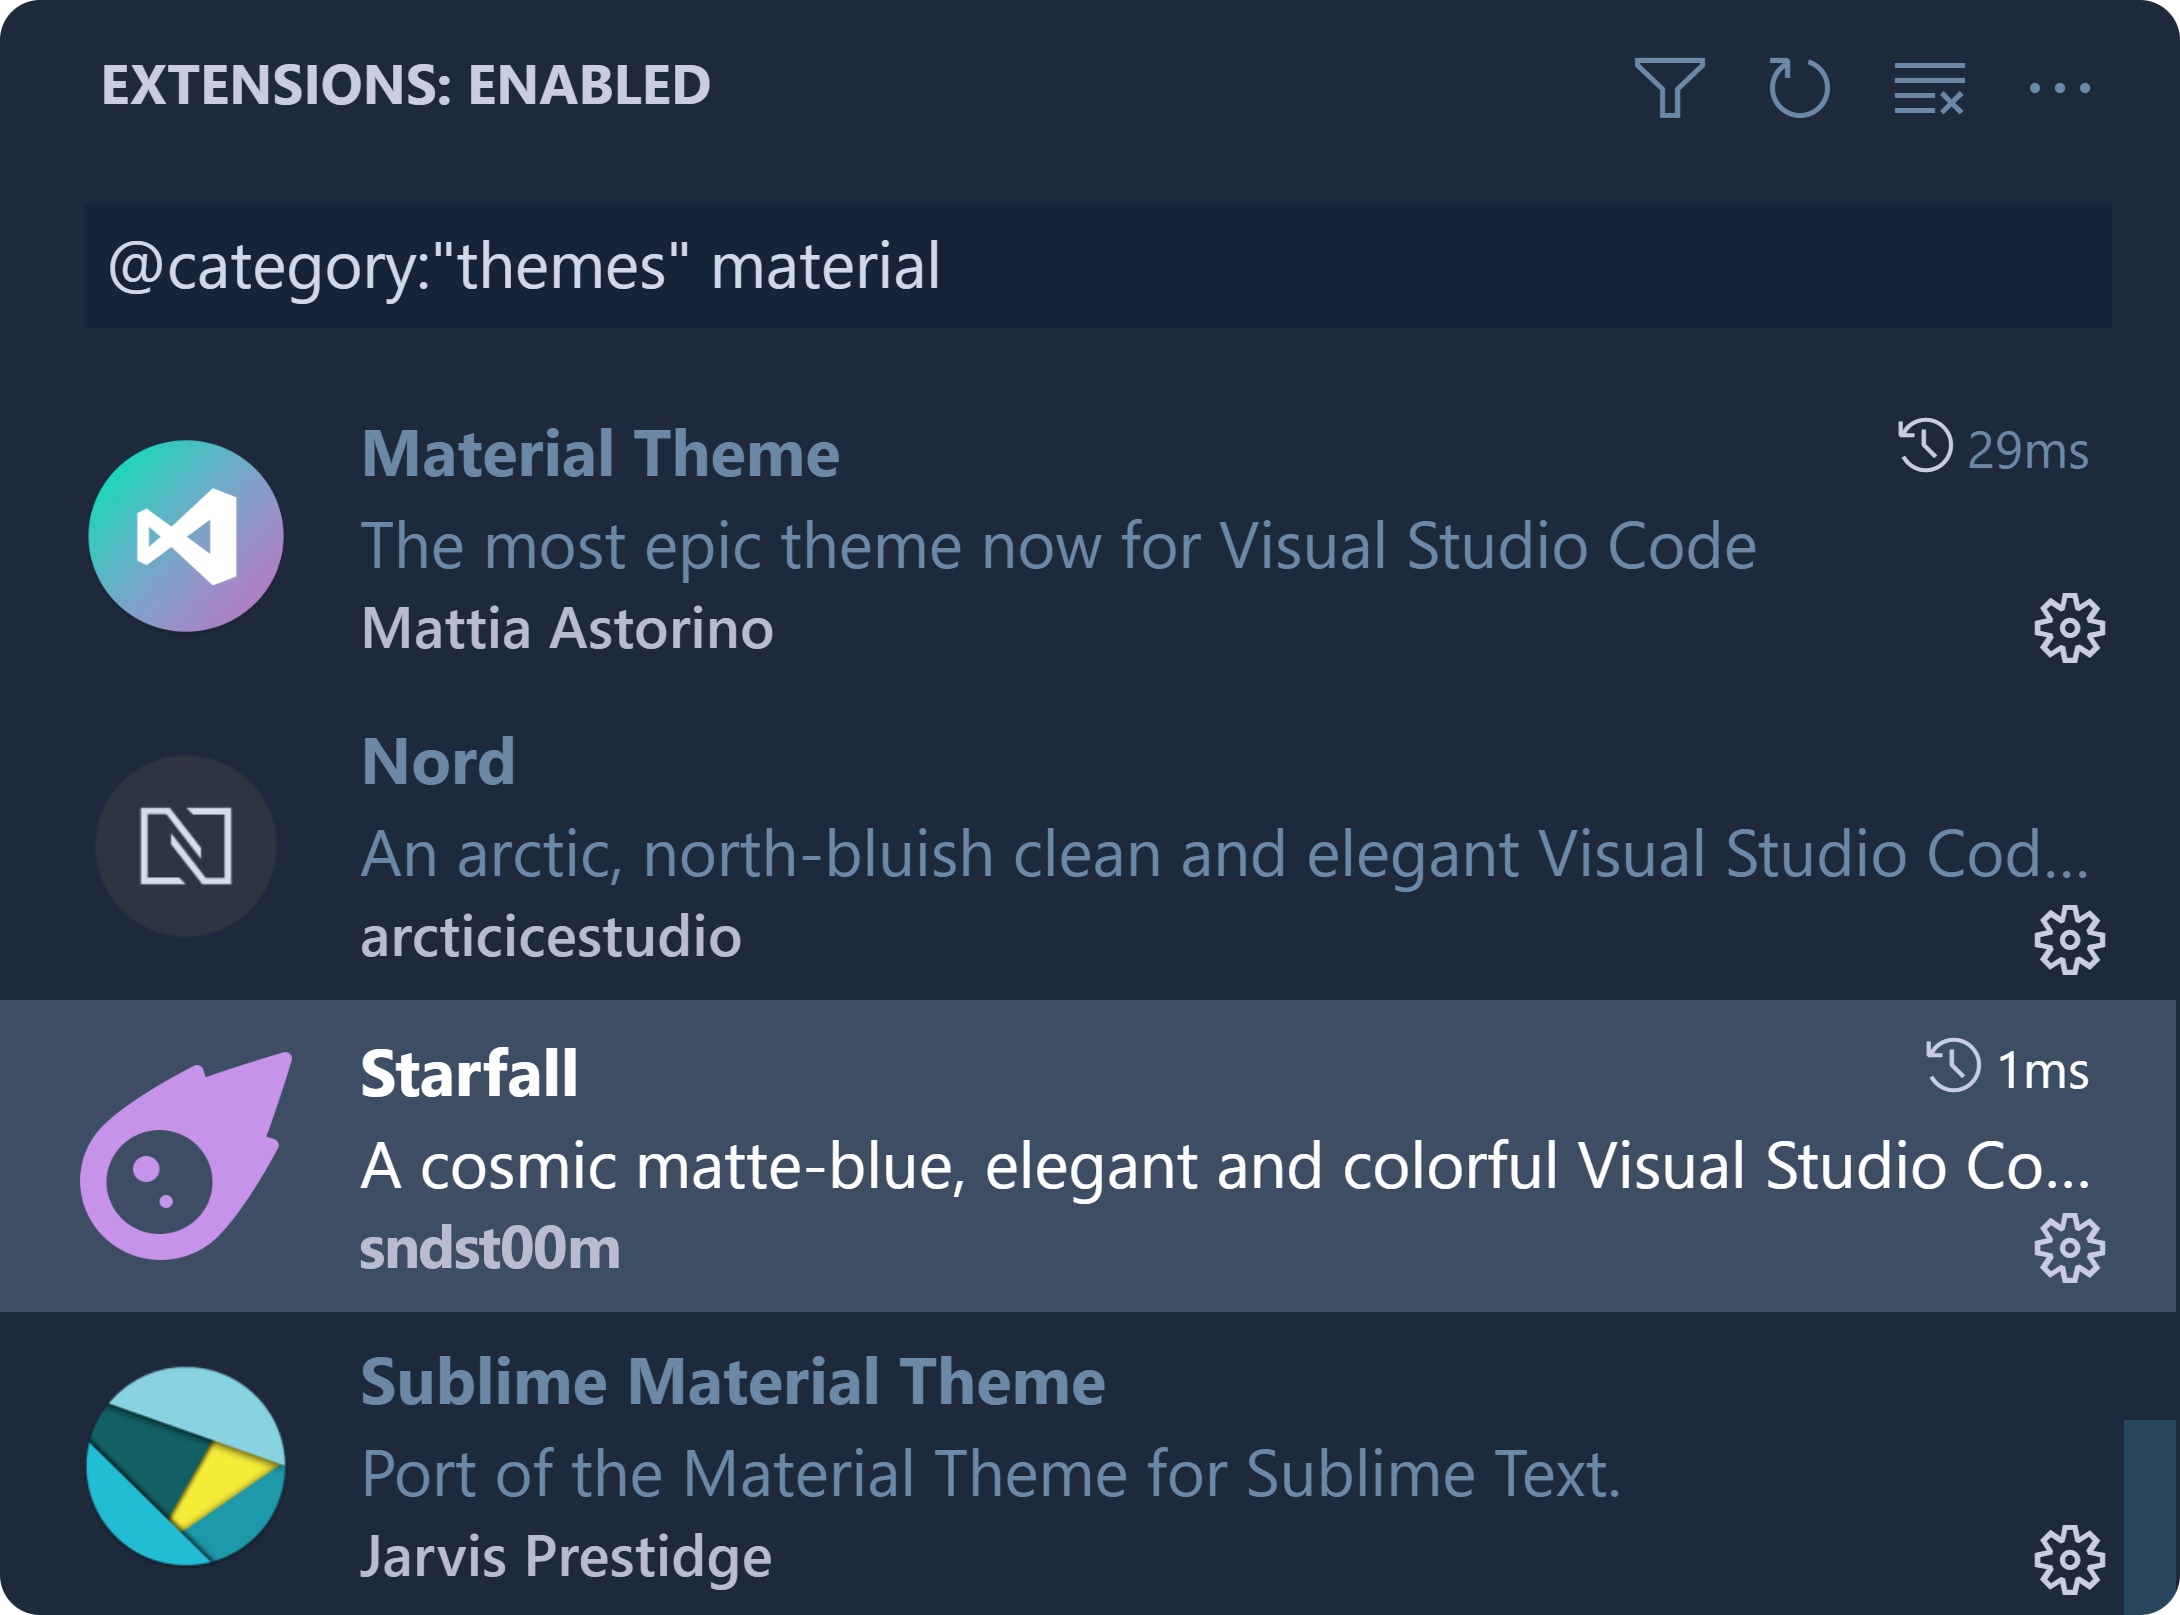 EXTENSIONS: ENABLED
@category:"themes" material
Material Theme 29ms
The most epic theme now for Visual Studio Code
Mattia Astorino
Nord
An arctic, north-bluish clean and elegant Visual Studio Cod...
arcticicestudio
Starfall 1ms
A cosmic matte-blue, elegant and colorful Visual Studio Co...
sndst00m
Sublime Material Theme
Port of the Material Theme for Sublime Text.
Jarvis Prestidge